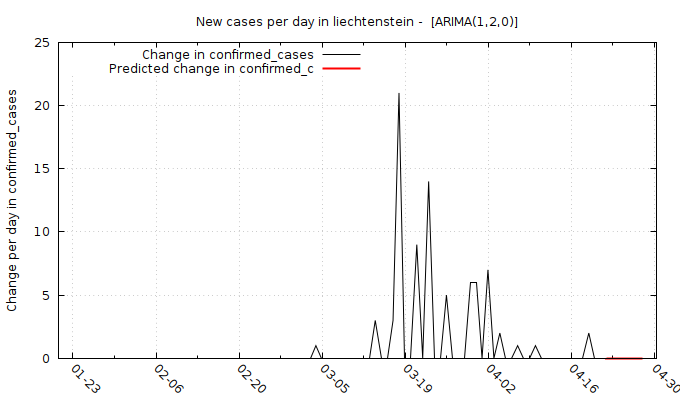 New cases per day in liechtenstein -  [ARIMA(1,2,0)]
Change in confirmed_cases
Predicted change in confirmed_c
Change per day in confirmed_cases
25
20
15
10
5
0
01-23 02-06 02-20 03-05 03-19 04-02 04-16 04-30